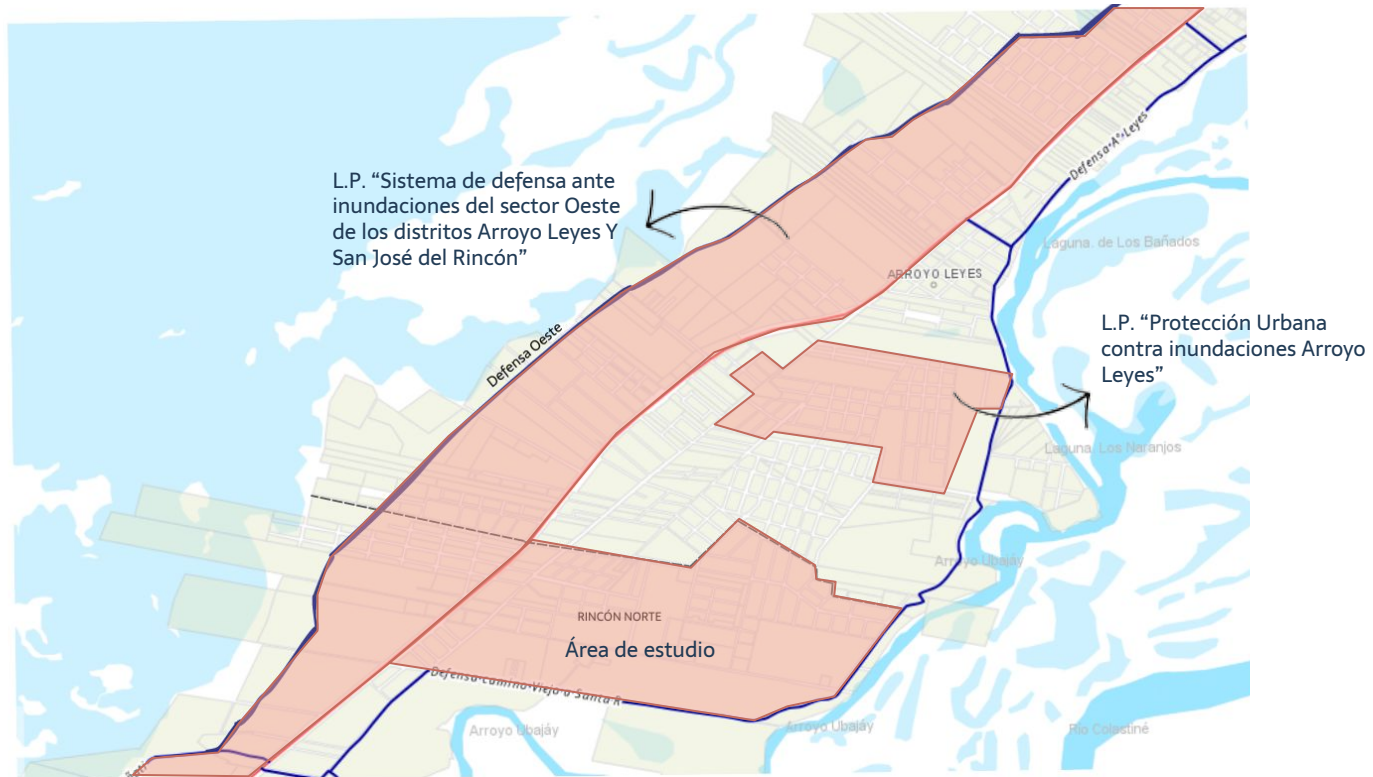 L.P. “Sistema de defensa ante
inundaciones del sector Oeste
de los distritos Arroyo Leyes Y
San José del Rincón”
Defensa Aº Leyes
Laguna. de Los Bañados
ARROYO LEYES
L.P. “Protección Urbana
contra inundaciones Arroyo
Leyes”
Defensa Oeste
Laguna. Los Naranjos
Arroyo Ubajáy
RINCÓN NORTE
Área de estudio
Defensa Camino Viejo a Santa R
Arroyo Ubajáy
Arroyo Ubajáy
Río Colastiné